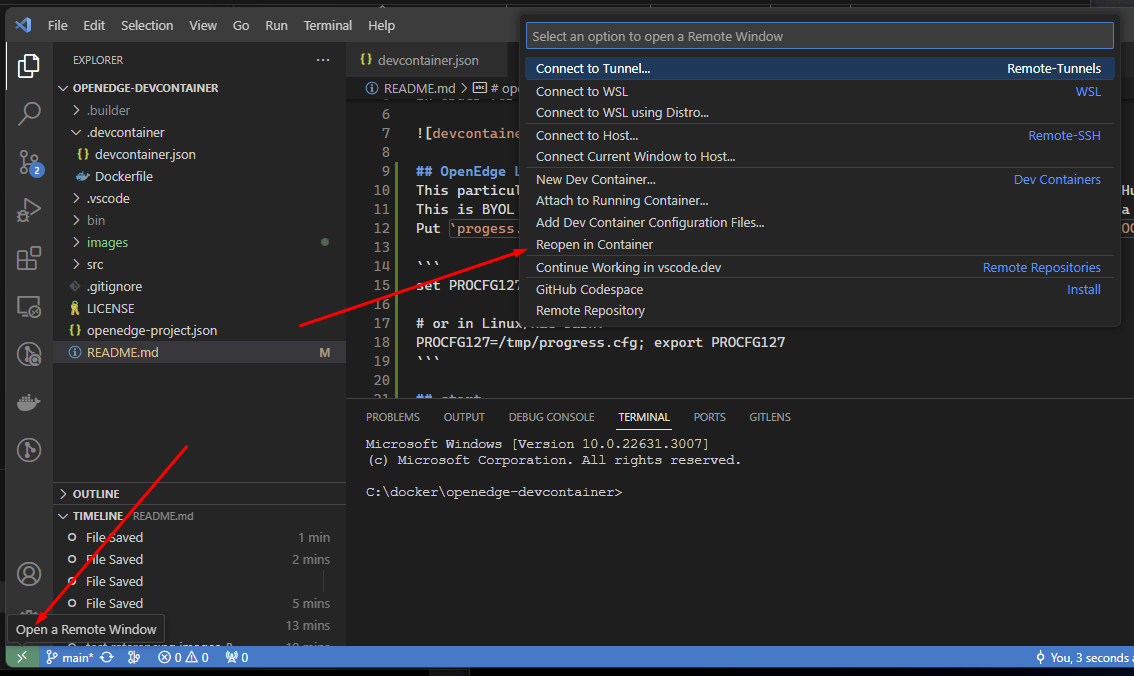 File Edit Selection View Go Run Terminal Help
Select an option to open a Remote Window
Connect to Tunnel... Remote-Tunnels
Connect to WSL WSL
Connect to WSL using Distro...
Connect to Host... Remote-SSH
Connect Current Window to Host...
New Dev Container... Dev Containers
Attach to Running Container...
Add Dev Container Configuration Files...
Reopen in Container
Continue Working in vscode.dev Remote Repositories
GitHub Codespace Install
Remote Repository
EXPLORER ...
OPENEDGE-DEVCONTAINER
.builder
.devcontainer
{} devcontainer.json
Dockerfile
.vscode
bin
images
src
.gitignore
LICENSE
{} openedge-project.json
README.md M
OUTLINE
TIMELINE README.md
File Saved 1 min
File Saved 2 mins
File Saved
File Saved 5 mins
13 mins
Open a Remote Window
2
{} devcontainer.json
README.md > # ope
6
7 ![devcontaine
8
9 ## OpenEdge L
10 This particul Hu
11 This is BYOL a
12 Put `progess. OC
13
14 ```
15 set PROCFG127
16
17 # or in Linux/
18 PROCFG127=/tmp/progress.cfg; export PROCFG127
19 ```
20
21 ## start
PROBLEMS OUTPUT DEBUG CONSOLE TERMINAL PORTS GITLENS
Microsoft Windows [Version 10.0.22631.3007]
(c) Microsoft Corporation. All rights reserved.
C:\docker\openedge-devcontainer>
main* 0 0 0 You, 3 seconds a